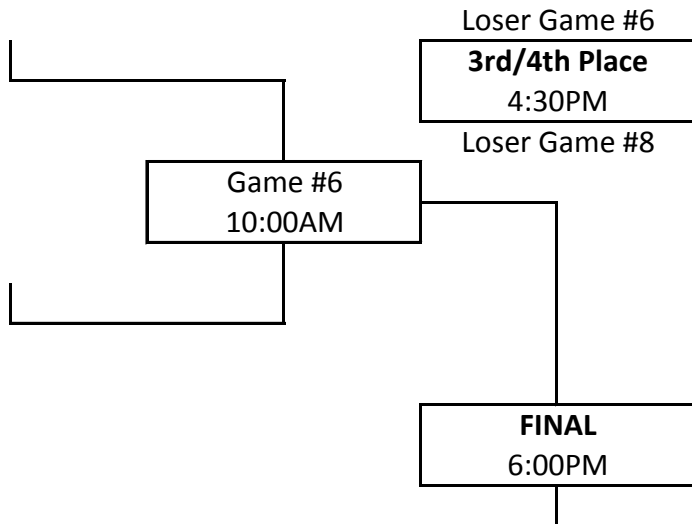 Loser Game #6
3rd/4th Place
4:30PM
Loser Game #8
Game #6
10:00AM
FINAL
6:00PM